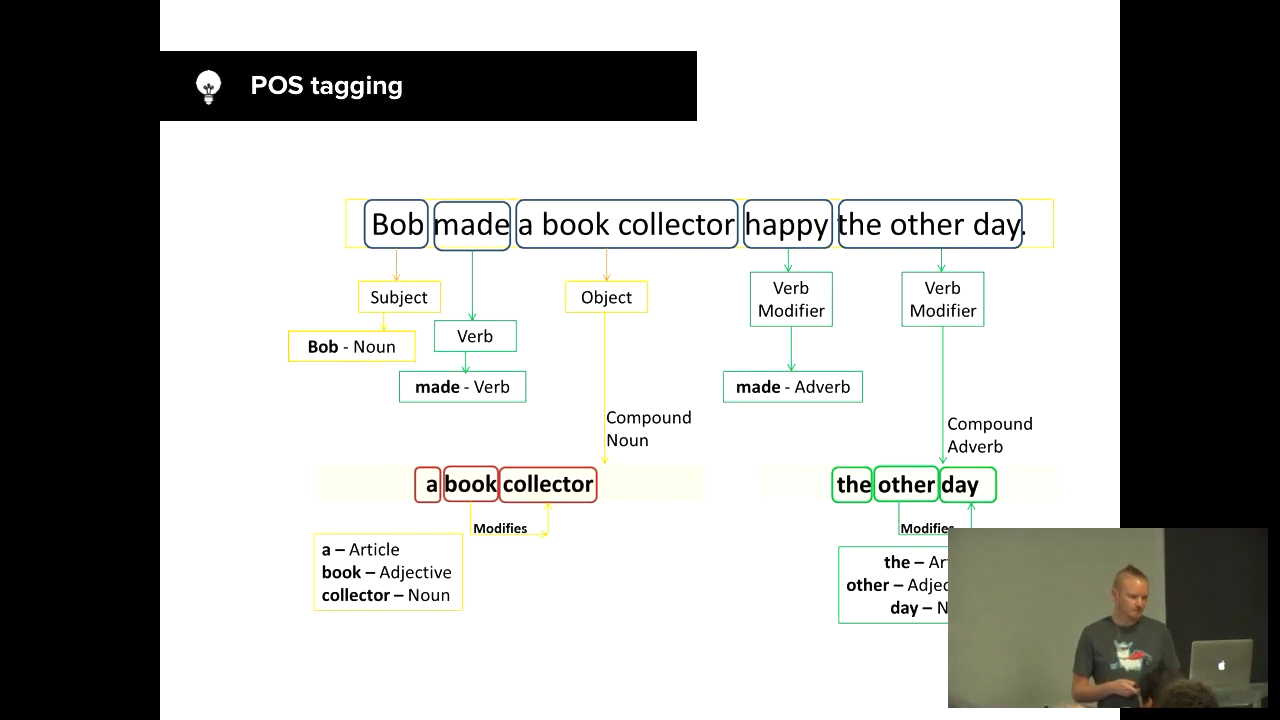 POS tagging
Bob made a book collector happy the other day.
Subject
Object
Verb
Modifier
Verb
Modifier
Bob - Noun
Verb
made - Verb
made - Adverb
Compound
Noun
Compound
Adverb
a book collector
the other day
Modifies
Modifies
a – Article
book – Adjective
collector – Noun
the –
other –
day –